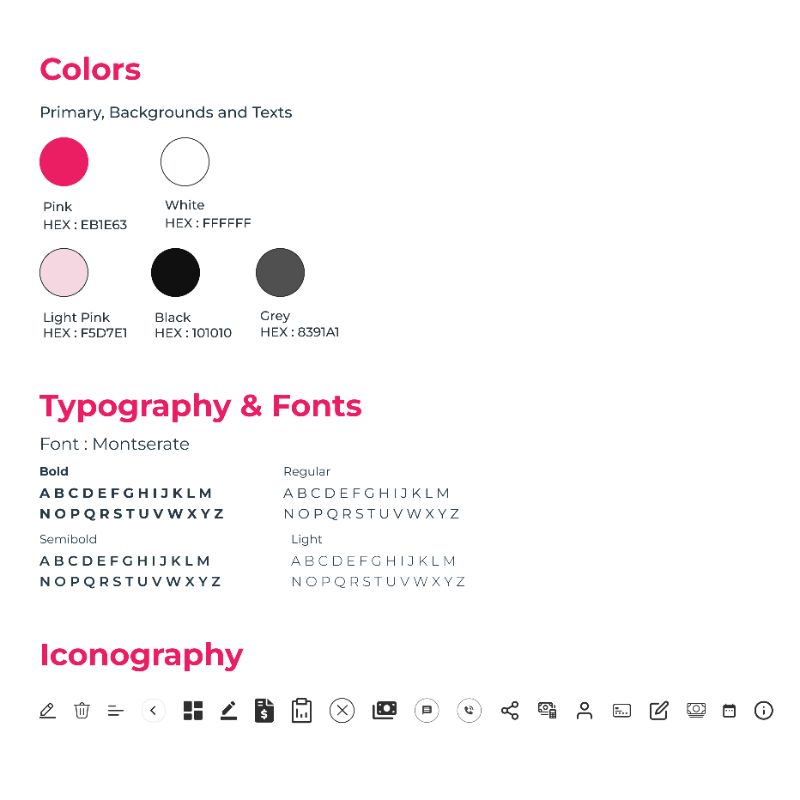 Colors
Primary, Backgrounds and Texts
Pink
HEX : EB1E63
White
HEX : FFFFFF
Light Pink
HEX : F5D7E1
Black
HEX : 101010
Grey
HEX : 8391A1
Typography & Fonts
Font : Montserate
Bold
A B C D E F G H I J K L M
N O P Q R S T U V W X Y Z
Regular
A B C D E F G H I J K L M
N O P Q R S T U V W X Y Z
Semibold
A B C D E F G H I J K L M
N O P Q R S T U V W X Y Z
Light
A B C D E F G H I J K L M
N O P Q R S T U V W X Y Z
Iconography